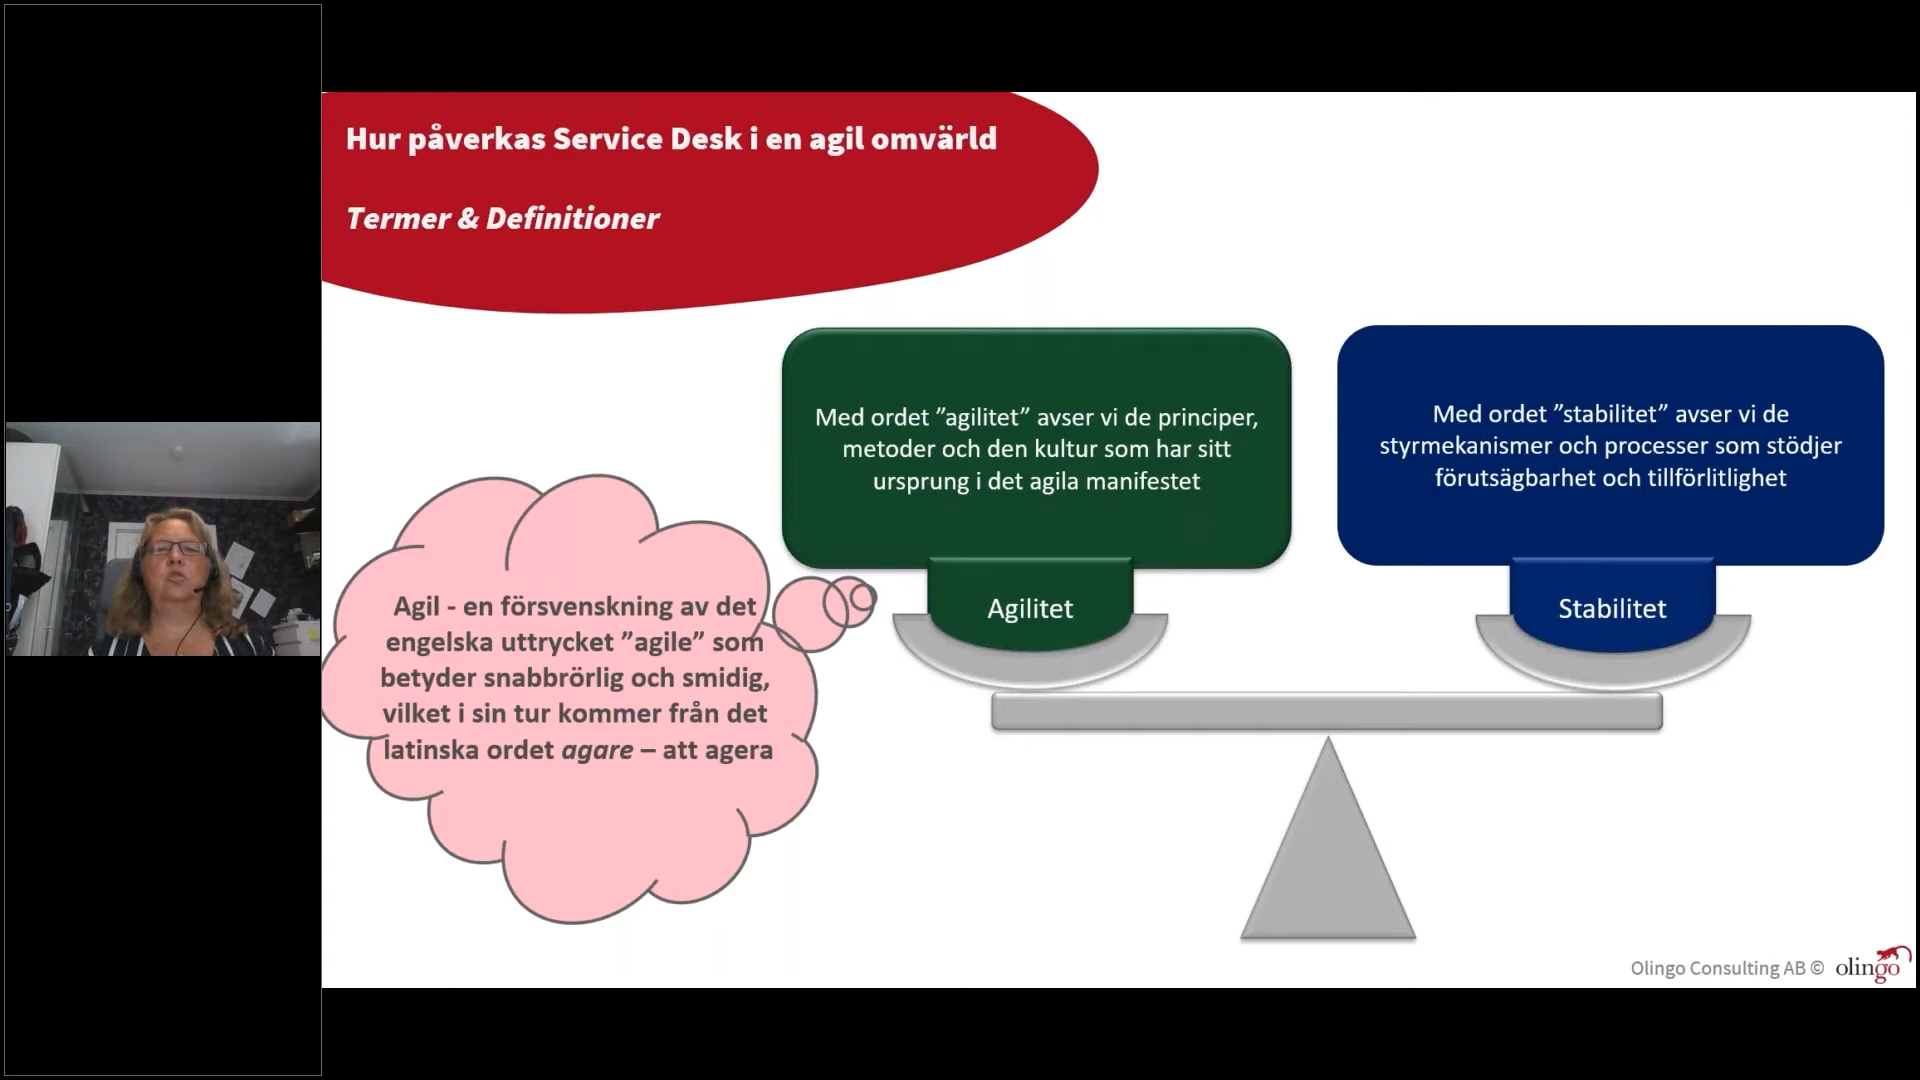 Hur påverkas Service Desk i en agil omvärld
Termer & Definitioner
Med ordet ”agilitet” avser vi de principer,
metoder och den kultur som har sitt
ursprung i det agila manifestet
Agilitet
Med ordet ”stabilitet” avser vi de
styrmekanismer och processer som stödjer
förutsägbarhet och tillförlitlighet
Stabilitet
Agil - en försvenskning av det
engelska uttrycket ”agile” som
betyder snabbrörlig och smidig,
vilket i sin tur kommer från det
latinska ordet agare – att agera
Olingo Consulting AB ©
olingo